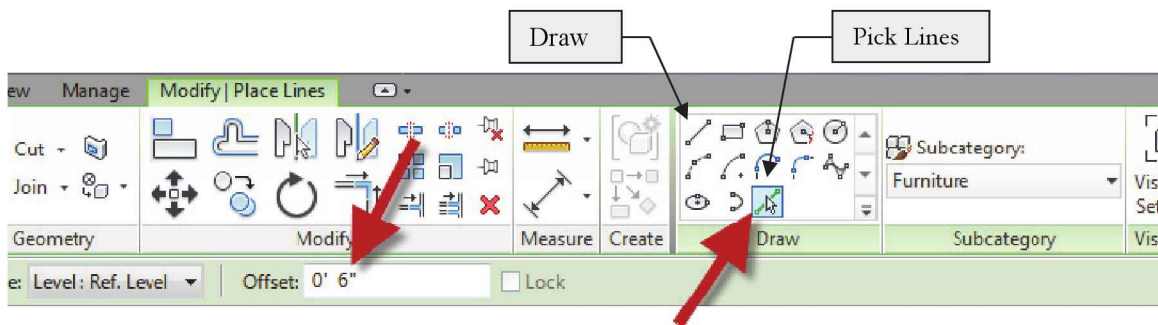 Draw
Pick Lines
ew Manage Modify | Place Lines
Cut
Join
Subcategory:
Furniture
Vis
Set
Geometry Modify Measure Create Draw Subcategory Vis
e: Level : Ref. Level Offset: 0' 6" Lock